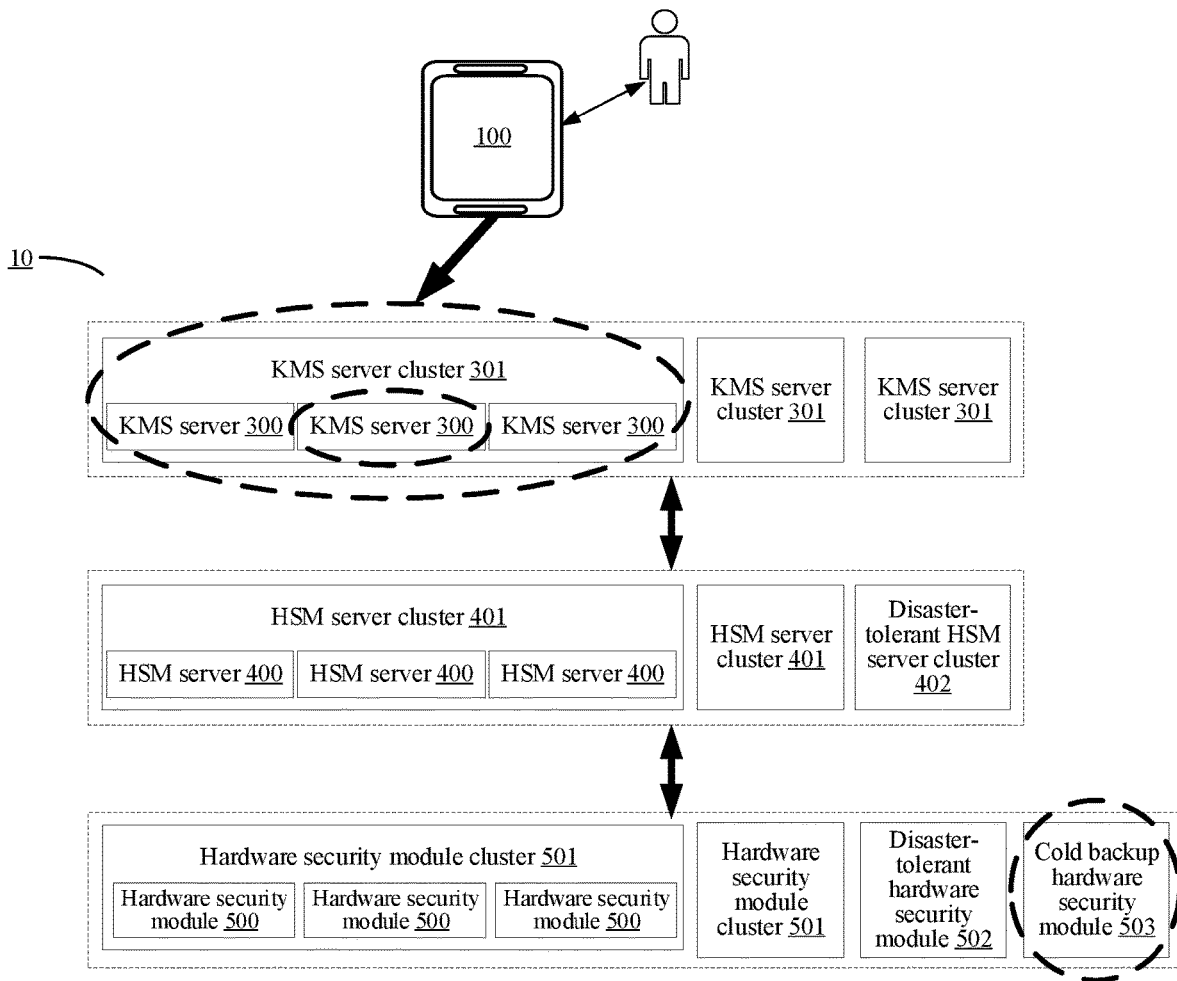 100
10
KMS server cluster 301
KMS server 300
KMS server 300
KMS server 300
KMS server
cluster 301
KMS server
cluster 301
HSM server cluster 401
HSM server 400
HSM server 400
HSM server 400
HSM server
cluster 401
Disaster-
tolerant HSM
server cluster
402
Hardware security module cluster 501
Hardware security
module 500
Hardware security
module 500
Hardware security
module 500
Hardware
security
module
cluster 501
Disaster-
tolerant
hardware
security
module 502
Cold backup
hardware
security
module 503